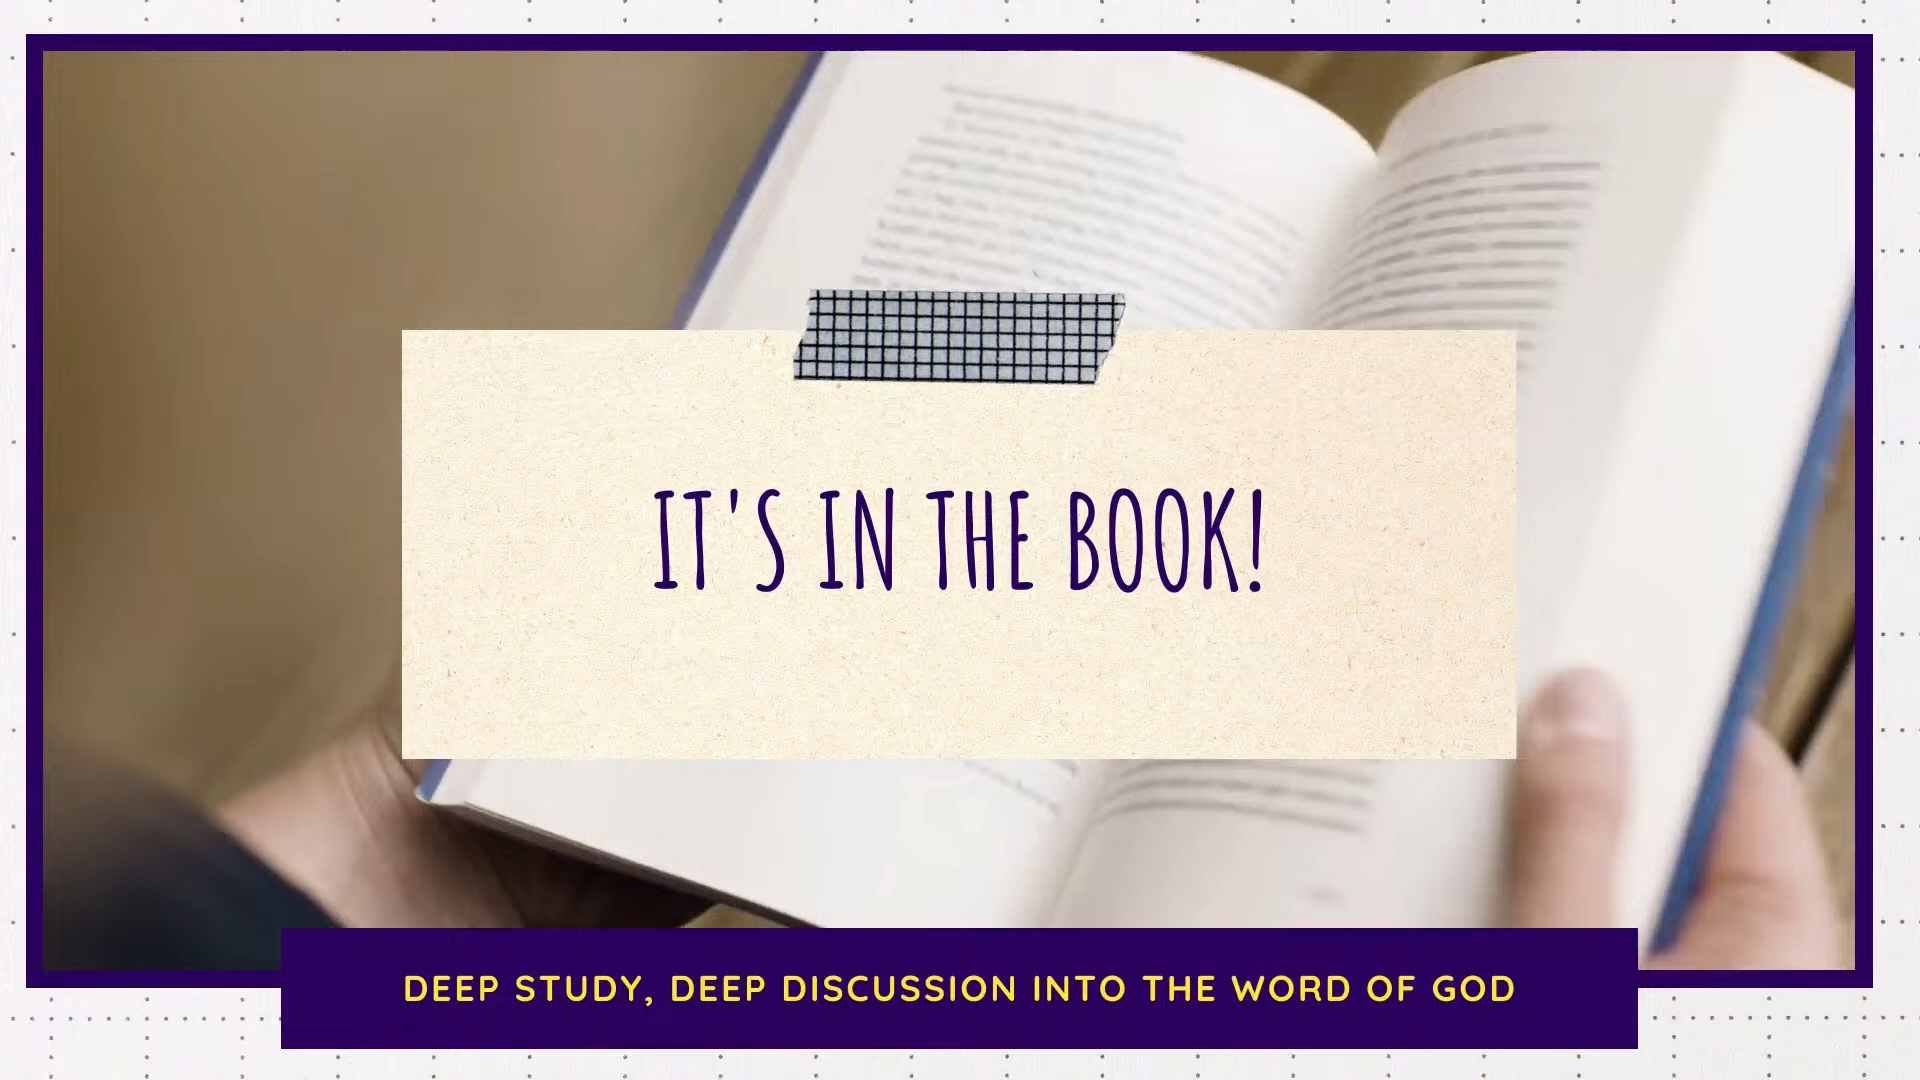 IT'S IN THE BOOK!
DEEP STUDY, DEEP DISCUSSION INTO THE WORD OF GOD